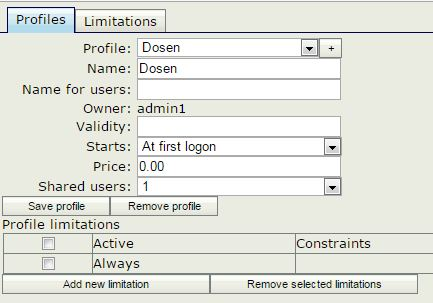 Profiles Limitations
Profile: Dosen +
Name: Dosen
Name for users:
Owner: admin1
Validity:
Starts: At first logon
Price: 0.00
Shared users: 1
Save profile Remove profile
Profile limitations
Active Constraints
Always
Add new limitation Remove selected limitations